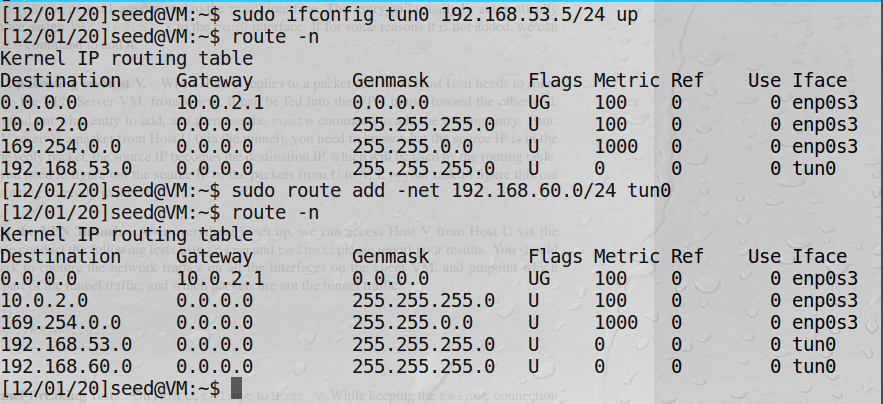 [12/01/20]seed@VM:~$ sudo ifconfig tun0 192.168.53.5/24 up
[12/01/20]seed@VM:~$ route -n
Kernel IP routing table
Destination     Gateway         Genmask         Flags Metric Ref    Use Iface
0.0.0.0         10.0.2.1        0.0.0.0         UG    100    0        0 enp0s3
10.0.2.0        0.0.0.0         255.255.255.0   U     100    0        0 enp0s3
169.254.0.0     0.0.0.0         255.255.0.0     U     1000   0        0 enp0s3
192.168.53.0    0.0.0.0         255.255.255.0   U     0      0        0 tun0
[12/01/20]seed@VM:~$ sudo route add -net 192.168.60.0/24 tun0
[12/01/20]seed@VM:~$ route -n
Kernel IP routing table
Destination     Gateway         Genmask         Flags Metric Ref    Use Iface
0.0.0.0         10.0.2.1        0.0.0.0         UG    100    0        0 enp0s3
10.0.2.0        0.0.0.0         255.255.255.0   U     100    0        0 enp0s3
169.254.0.0     0.0.0.0         255.255.0.0     U     1000   0        0 enp0s3
192.168.53.0    0.0.0.0         255.255.255.0   U     0      0        0 tun0
192.168.60.0    0.0.0.0         255.255.255.0   U     0      0        0 tun0
[12/01/20]seed@VM:~$